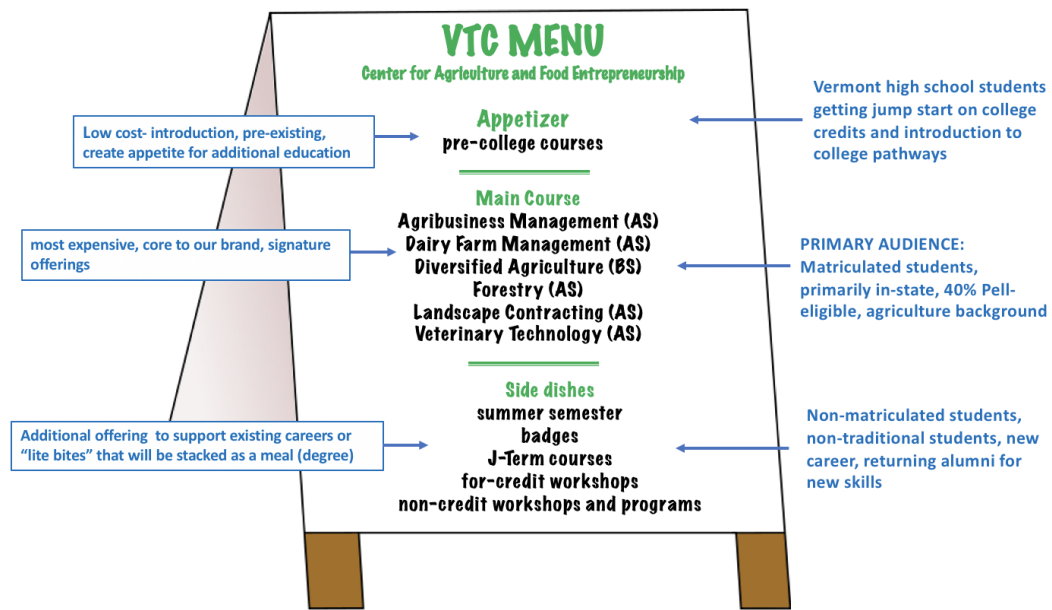 VTC MENU
Center for Agriculture and Food Entrepreneurship
Appetizer
pre-college courses
Low cost- introduction, pre-existing,
create appetite for additional education
Vermont high school students
getting jump start on college
credits and introduction to
college pathways
Main Course
Agribusiness Management (AS)
Dairy Farm Management (AS)
Diversified Agriculture (BS)
Forestry (AS)
Landscape Contracting (AS)
Veterinary Technology (AS)
most expensive, core to our brand, signature
offerings
PRIMARY AUDIENCE:
Matriculated students,
primarily in-state, 40% Pell-
eligible, agriculture background
Side dishes
summer semester
badges
J-Term courses
for-credit workshops
non-credit workshops and programs
Additional offering to support existing careers or
“lite bites” that will be stacked as a meal (degree)
Non-matriculated students,
non-traditional students, new
career, returning alumni for
new skills